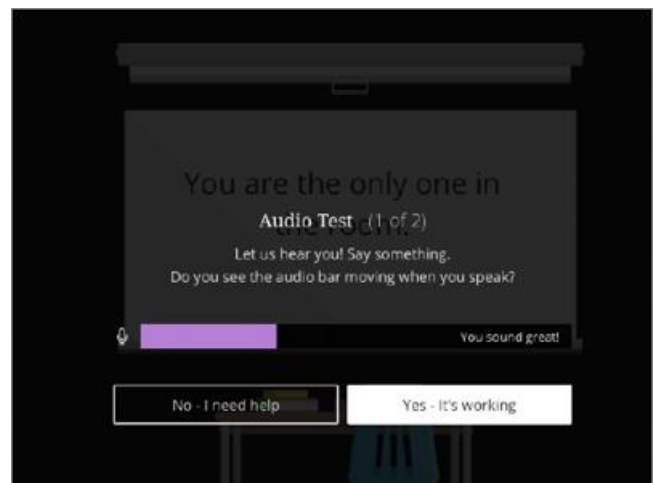 You are the only one in
the room.
Audio Test (1 of 2)
Let us hear you! Say something.
Do you see the audio bar moving when you speak?
You sound great!
No - I need help
Yes - It's working